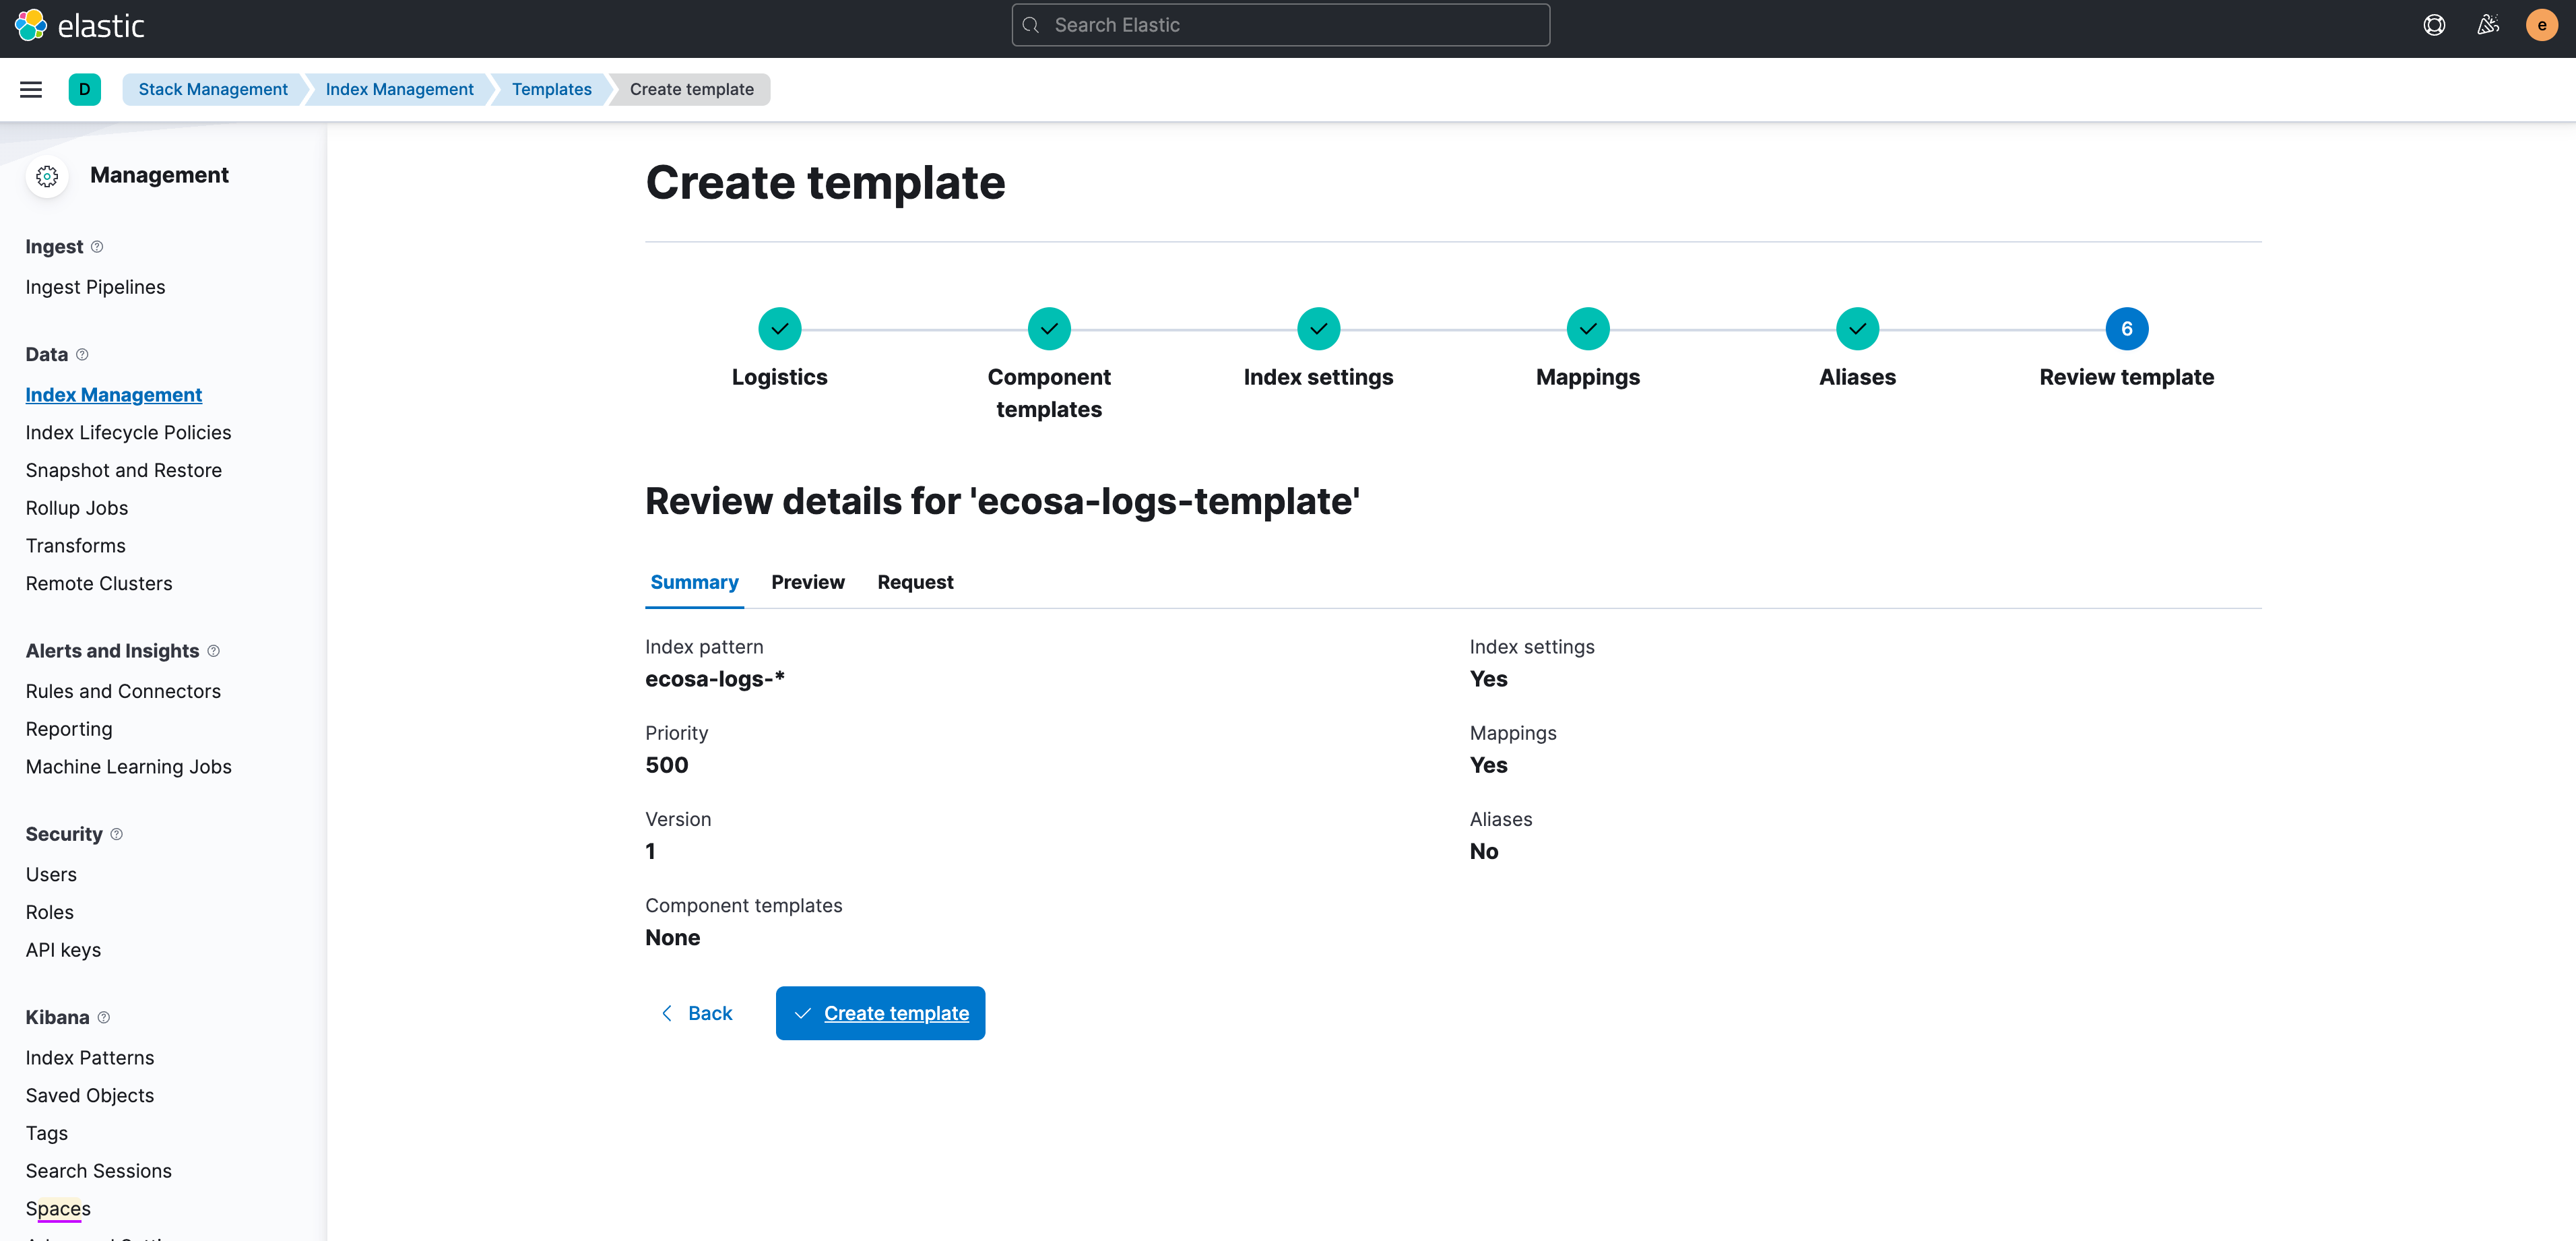 elastic
Search Elastic
e
D
Stack Management
Index Management
Templates
Create template
Management
Ingest
Ingest Pipelines
Data
Index Management
Index Lifecycle Policies
Snapshot and Restore
Rollup Jobs
Transforms
Remote Clusters
Alerts and Insights
Rules and Connectors
Reporting
Machine Learning Jobs
Security
Users
Roles
API keys
Kibana
Index Patterns
Saved Objects
Tags
Search Sessions
Spaces
Create template
Logistics
Component
templates
Index settings
Mappings
Aliases
6
Review template
Review details for 'ecosa-logs-template'
Summary
Preview
Request
Index pattern
ecosa-logs-*
Priority
500
Version
1
Component templates
None
Index settings
Yes
Mappings
Yes
Aliases
No
Back
Create template